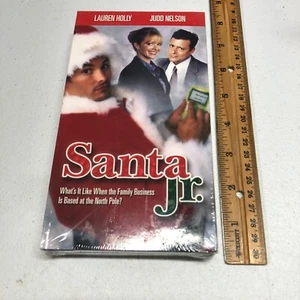 LAUREN HOLLY JUDD NELSON
Santa
jr.
What's It Like When the Family Business
Is Based at the North Pole?